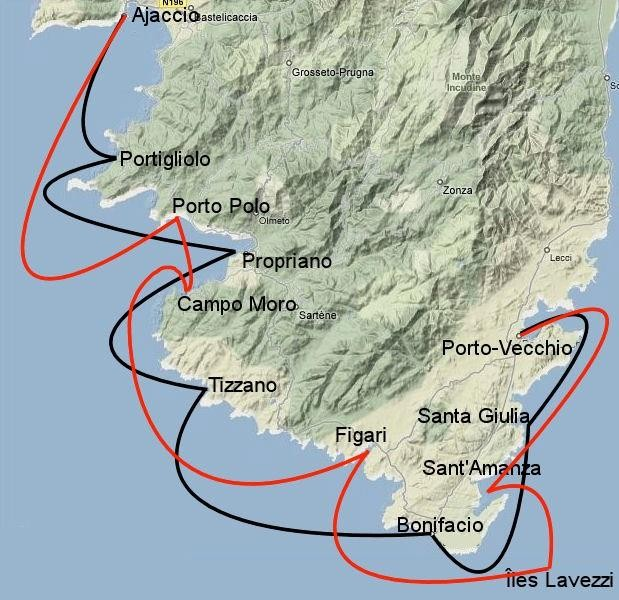 N196
Ajaccio
Bastelicaccia
Grosseto-Prugna
Monte
Incudine
Portigliolo
Zonza
Porto Polo
Olmeto
Lecci
Propriano
Campo Moro
Sartène
Porto-Vecchio
Tizzano
Santa Giulia
Figari
Sant'Amanza
Bonifacio
Îles Lavezzi